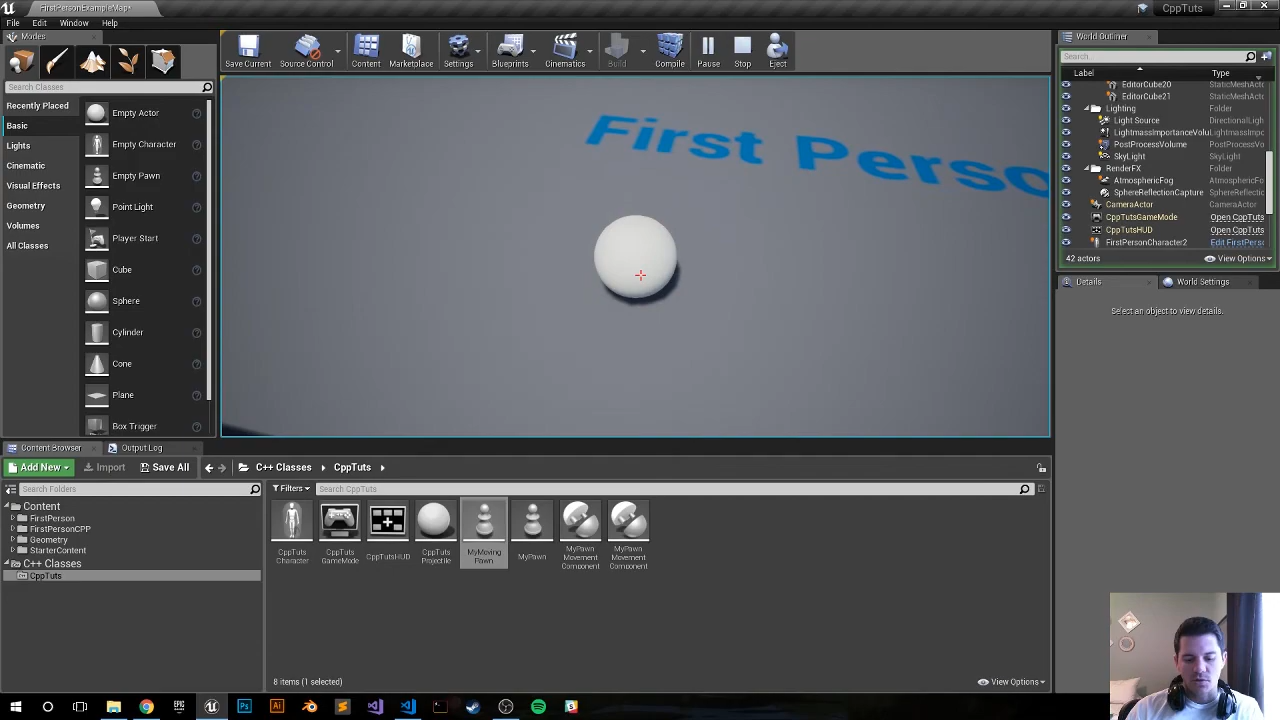 FirstPersonExampleMap*
CppTuts
File Edit Window Help
Modes
Search Classes
Recently Placed
Basic
Lights
Cinematic
Visual Effects
Geometry
Volumes
All Classes
Empty Actor
Empty Character
Empty Pawn
Point Light
Player Start
Cube
Sphere
Cylinder
Cone
Plane
Box Trigger
Save Current
Source Control
Content
Marketplace
Settings
Blueprints
Cinematics
Build
Compile
Pause
Stop
Eject
First Perso
World Outliner
Search...
Label Type
EditorCube20 StaticMeshActo
EditorCube21 StaticMeshActo
Lighting Folder
Light Source DirectionalLigh
LightmassImportanceVolu LightmassImpor
PostProcessVolume PostProcessVo
SkyLight SkyLight
RenderFX Folder
AtmosphericFog AtmosphericFog
SphereReflectionCapture SphereReflectio
CameraActor CameraActor
CppTutsGameMode Open CppTuts
CppTutsHUD Open CppTuts
FirstPersonCharacter2 Edit FirstPerso
42 actors View Options
Details World Settings
Select an object to view details.
Content Browser Output Log
Add New Import Save All C++ Classes CppTuts
Search Folders
Filters Search CppTuts
Content
FirstPerson
FirstPersonCPP
Geometry
StarterContent
C++ Classes
CppTuts
CppTuts Character
CppTuts GameMode
CppTutsHUD
CppTuts Projectile
MyMoving Pawn
MyPawn
MyPawn Movement Component
MyPawn Movement Component
8 items (1 selected) View Options